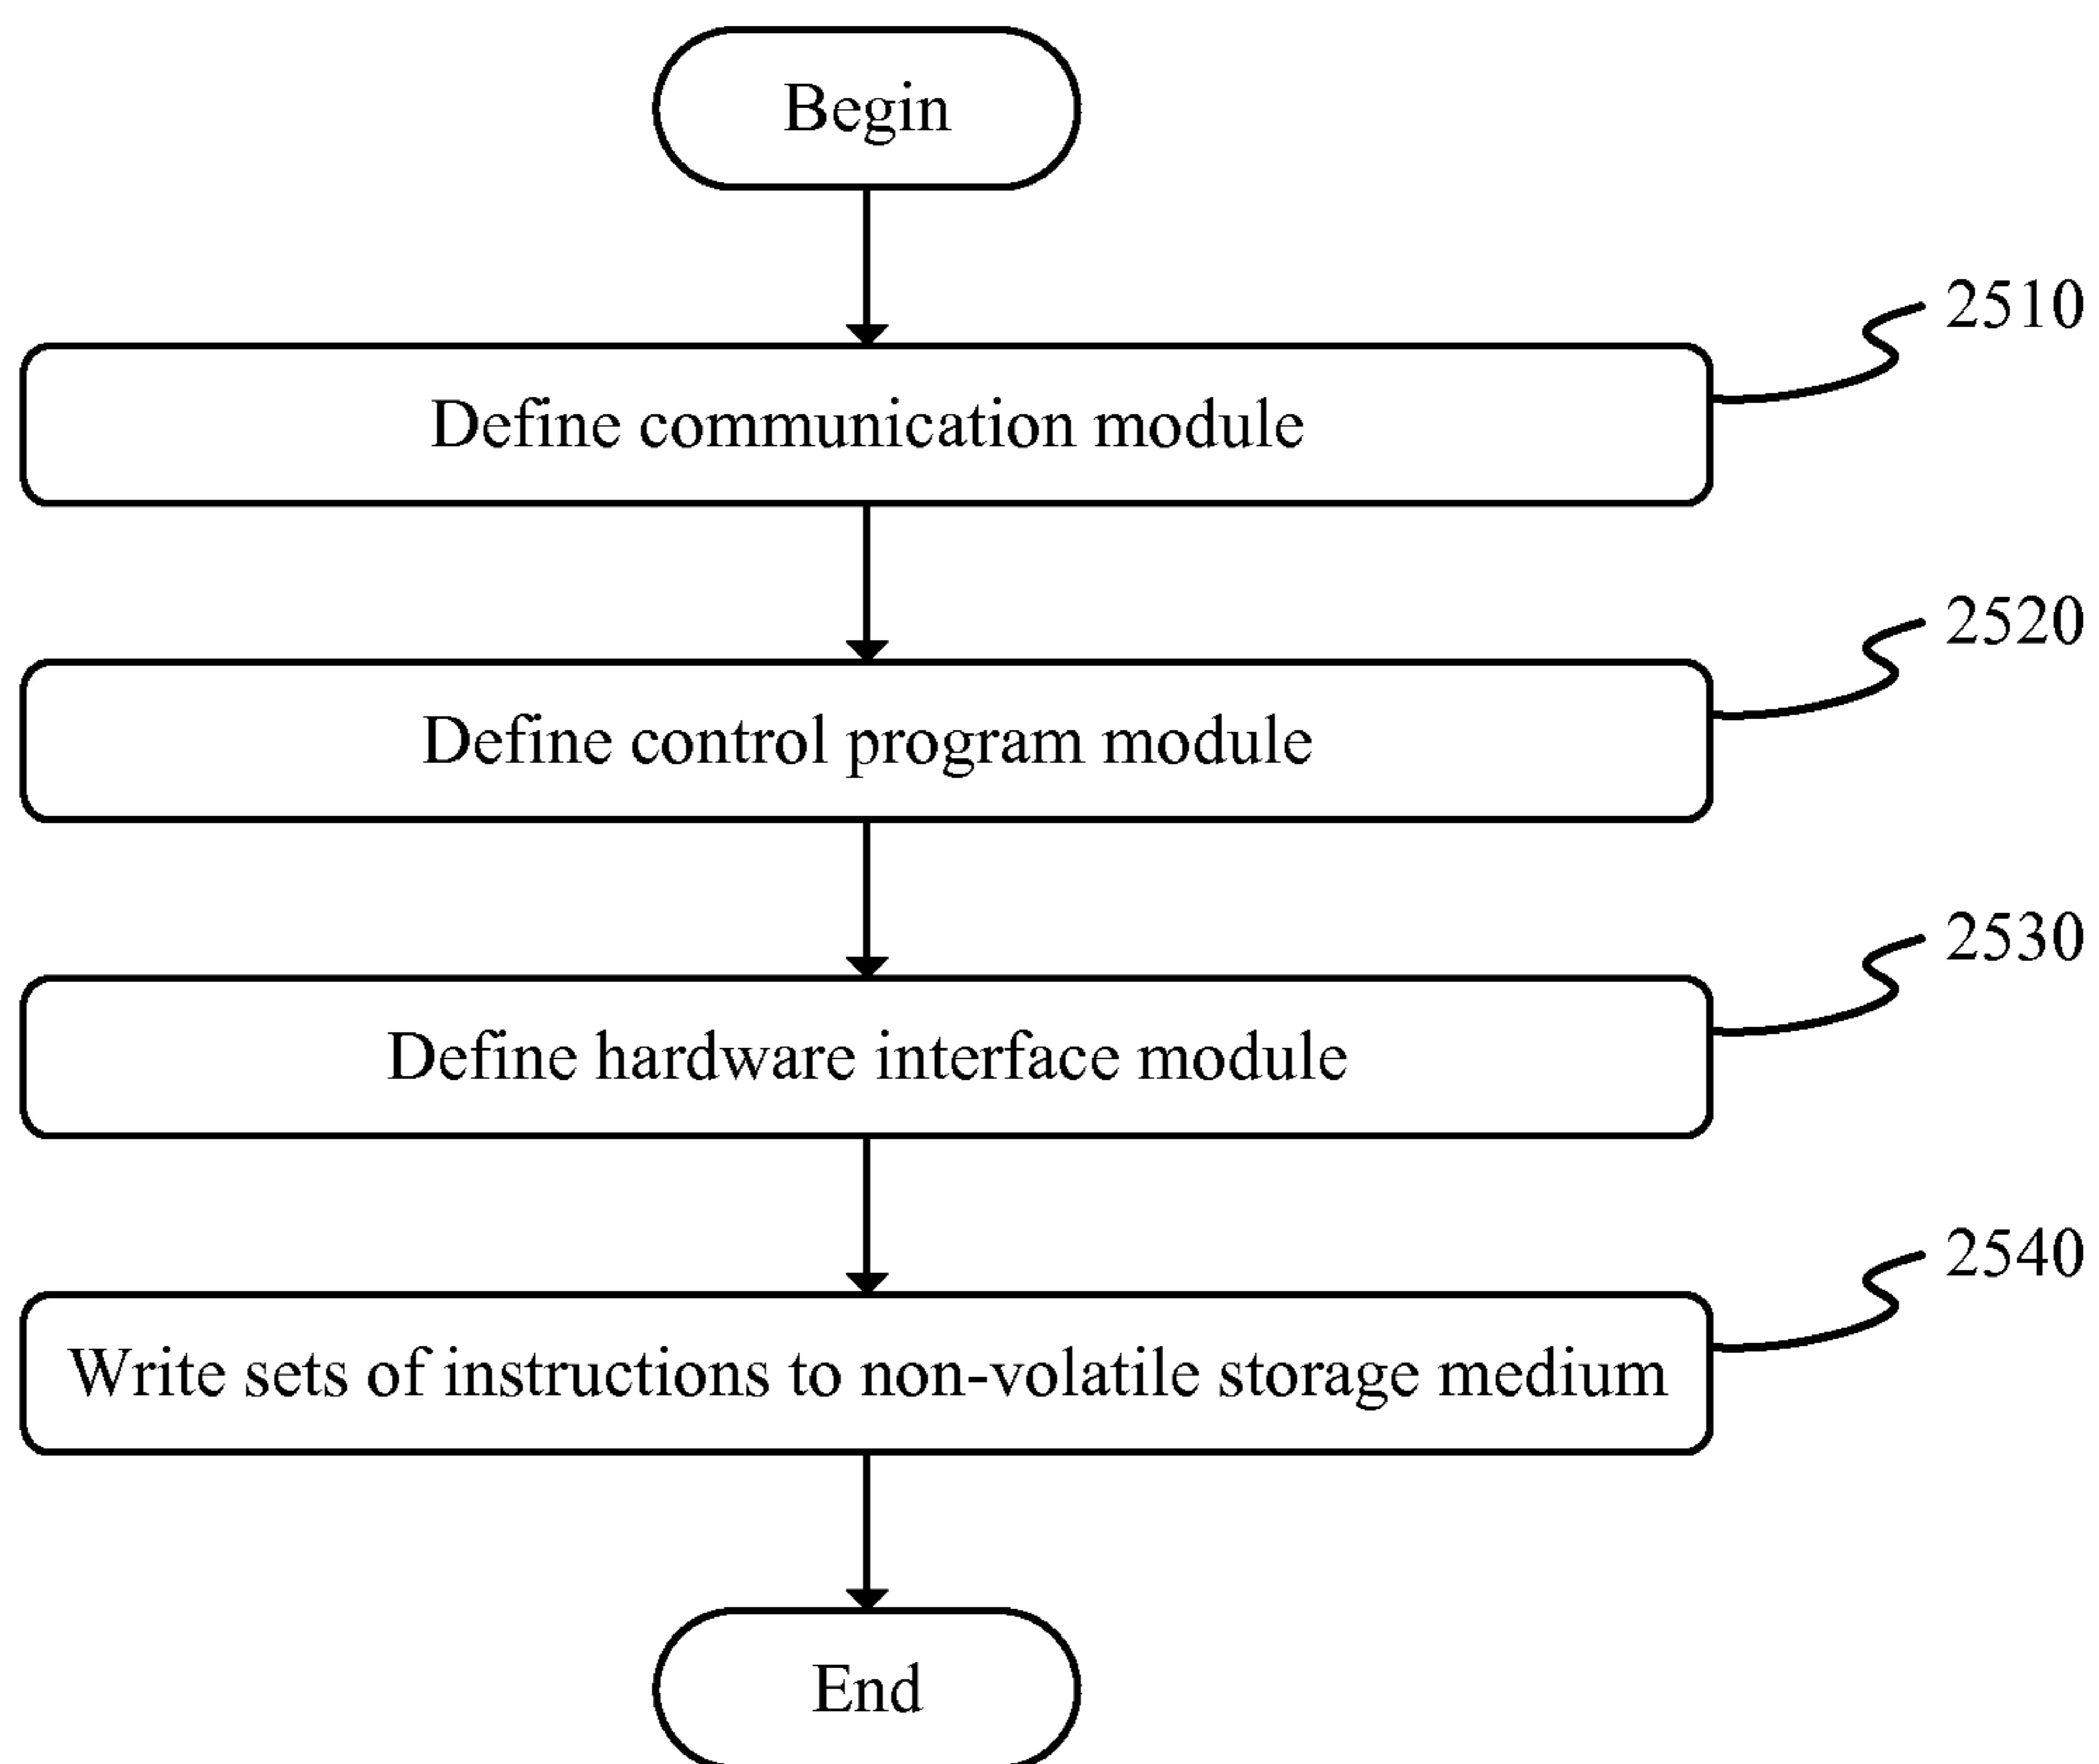 Begin
2510
Define communication module
2520
Define control program module
2530
Define hardware interface module
2540
Write sets of instructions to non-volatile storage medium
End